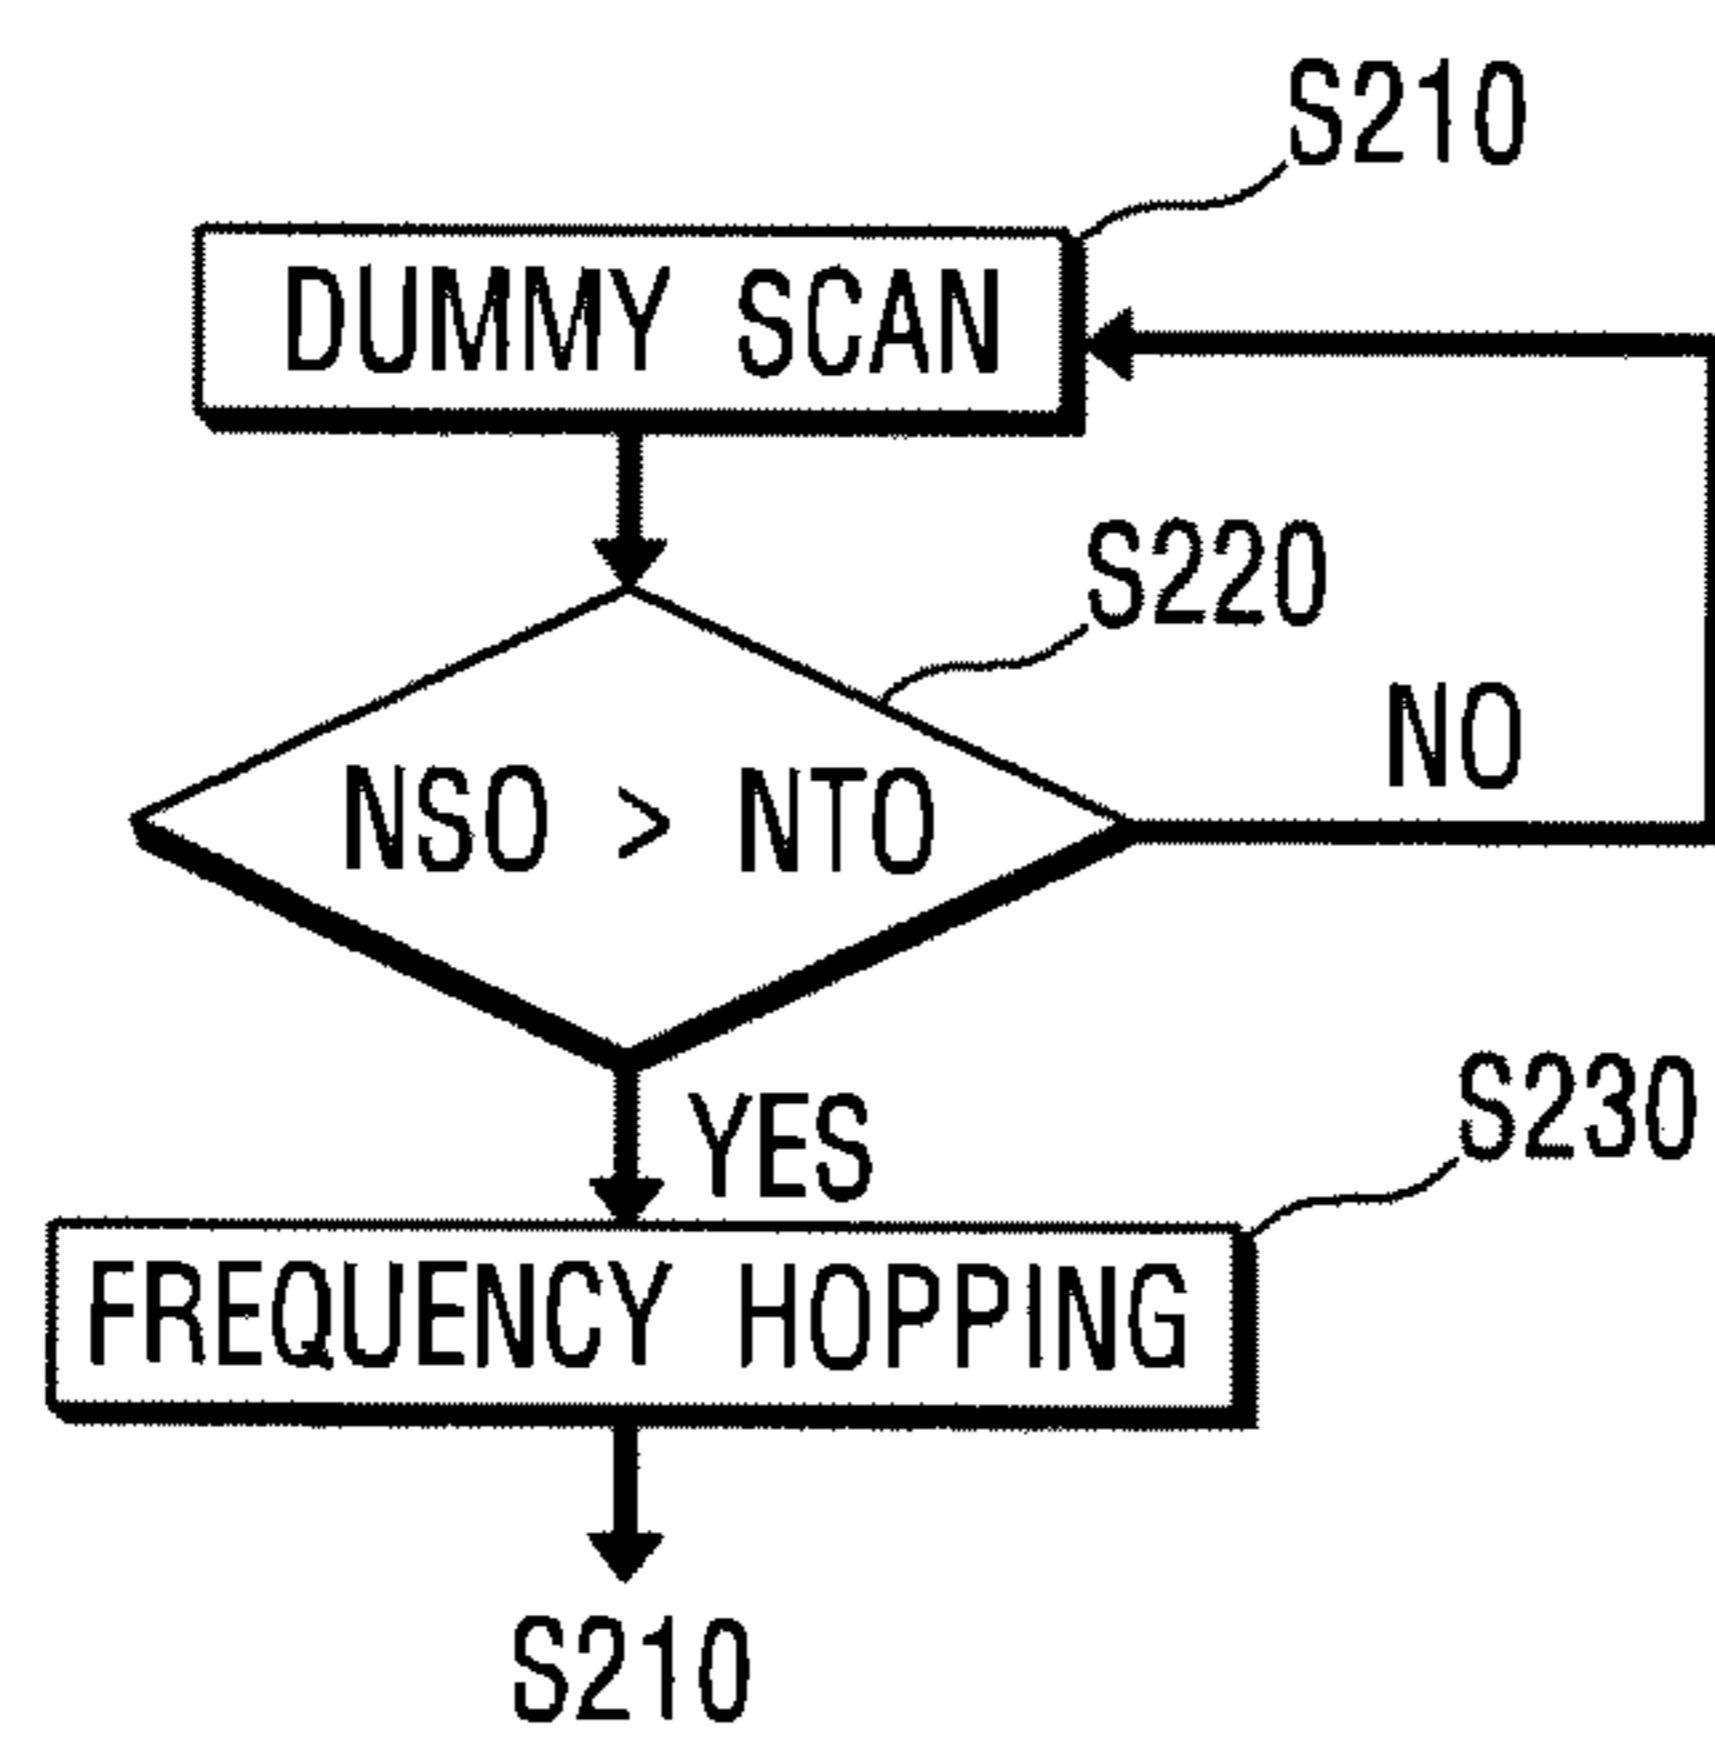 S210
DUMMY SCAN
S220
NO
NSO > NTO
YES
S230
FREQUENCY HOPPING
S210